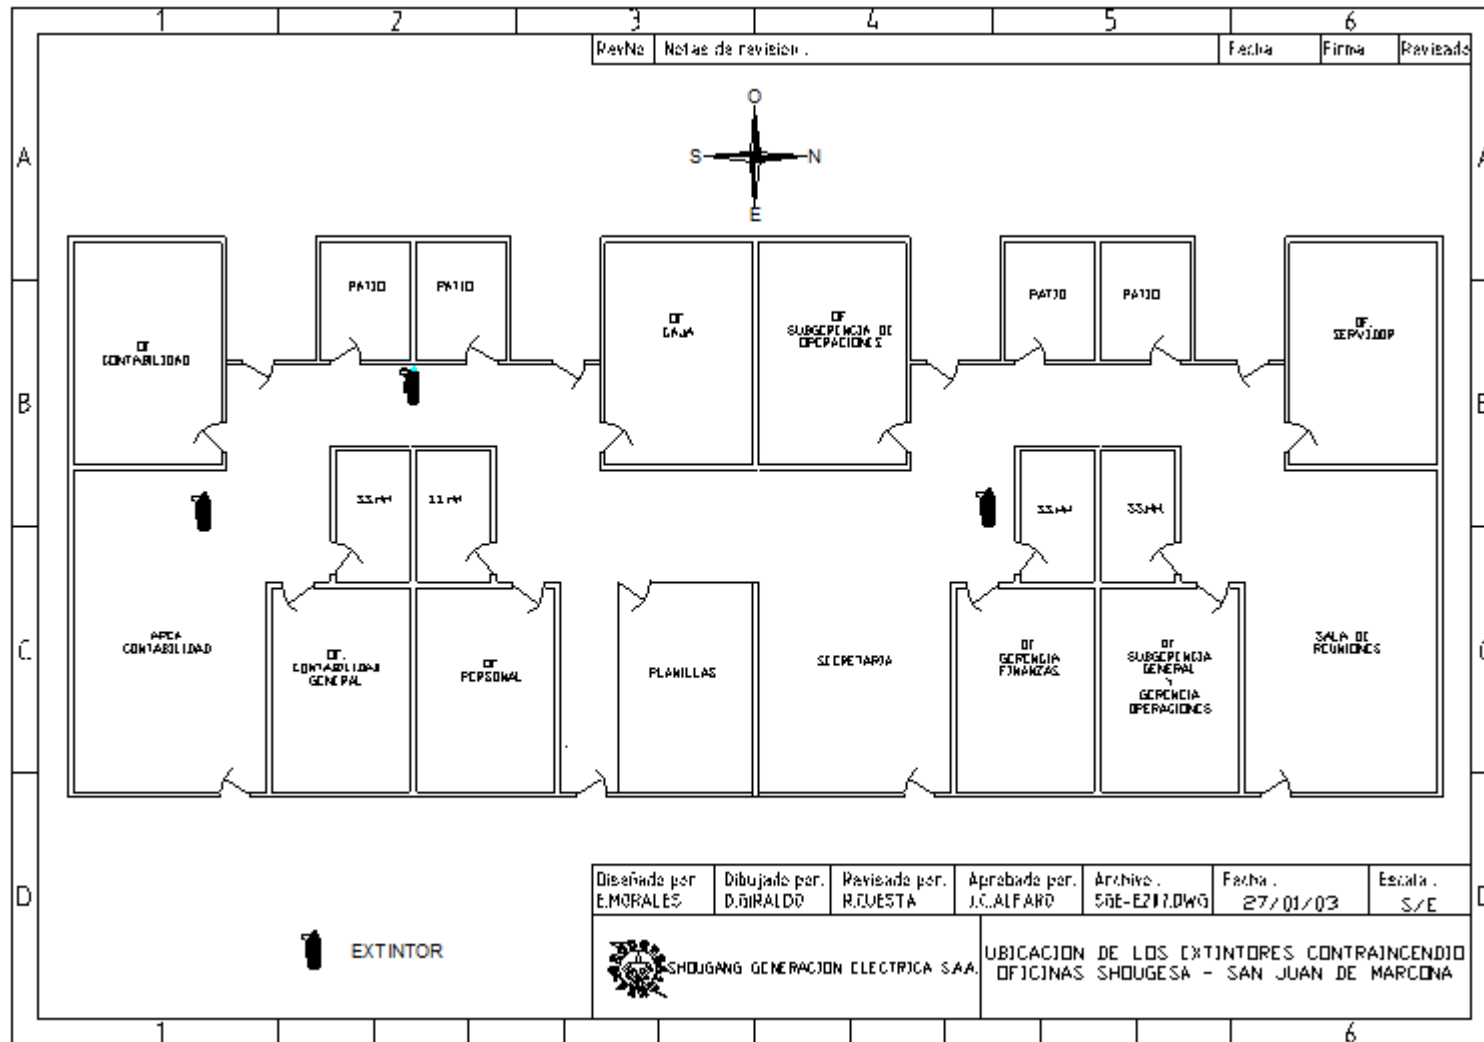 1 2 3 4 5 6
RevNo Notas de revision . Fecha Firma Revisado
O
S N
E
A A
PATIO PATIO
OF
CAJA
OF
SUBGERENCIA DE
OPERACIONES
PATIO PATIO
OF.
SERVIDOR
OF
CONTABILIDAD
B B
SS.HH SS.HH
SS.HH SS.HH
C C
AREA
CONTABILIDAD
OF.
CONTABILIDAD
GENERAL
OF
PERSONAL
PLANILLAS
SECRETARIA
OF
GERENCIA
FINANZAS
OF
SUBGERENCIA
GENERAL
Y
GERENCIA
OPERACIONES
SALA DE
REUNIONES
D D
Diseñado por Dibujado por. Revisado por. Aprobado por. Archivo . Fecha . Escala .
E.MORALES D.GIRALDO R.CUESTA J.C.ALFARO 27/01/03 S/E
EXTINTOR
SHOUGANG GENERACION ELECTRICA S.A.A.
UBICACION DE LOS EXTINTORES CONTRAINCENDIO
OFICINAS SHOUGESA - SAN JUAN DE MARCONA
1 6